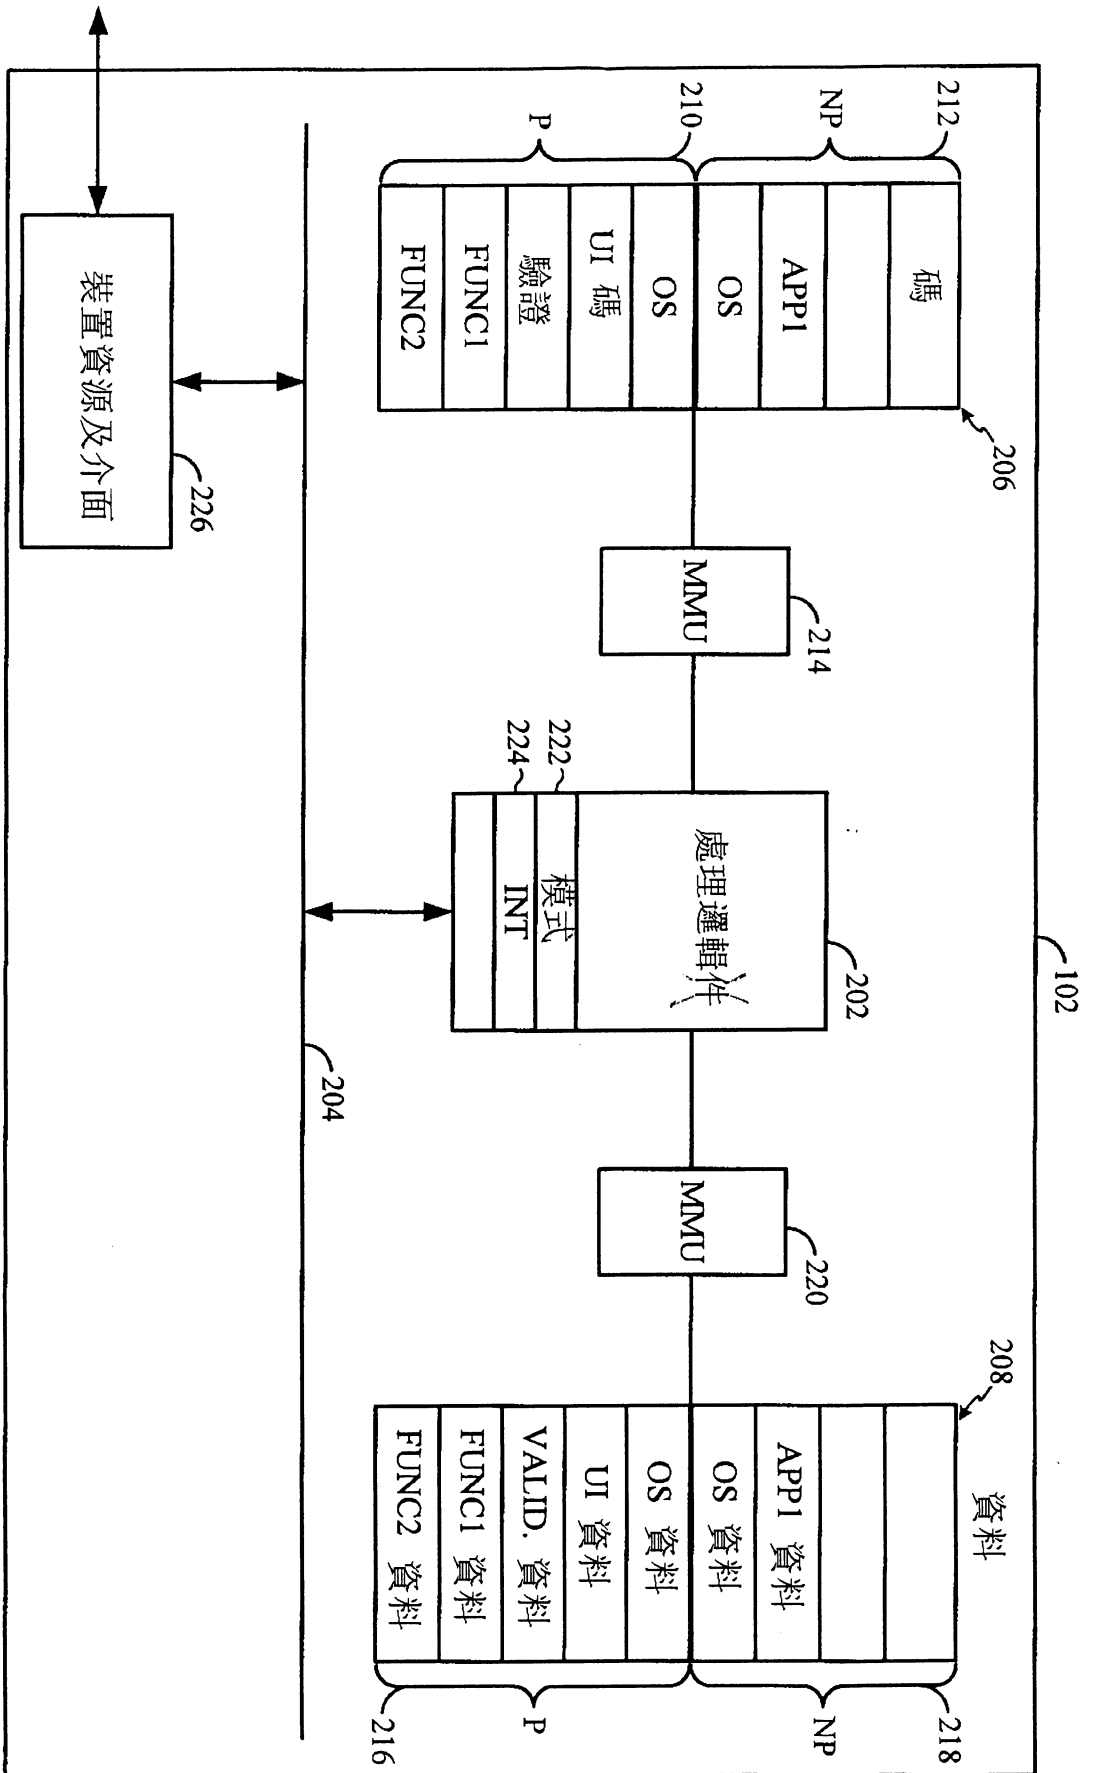 102
212
NP
210
P
碼
APP1
OS
OS
UI 碼
驗證
FUNC1
FUNC2
206
MMU
214
處理邏輯件
202
222
模式
224
INT
MMU
220
208
資料
APP1 資料
OS 資料
OS 資料
UI 資料
VALID. 資料
FUNC1 資料
FUNC2 資料
218
NP
216
P
204
裝置資源及介面
226